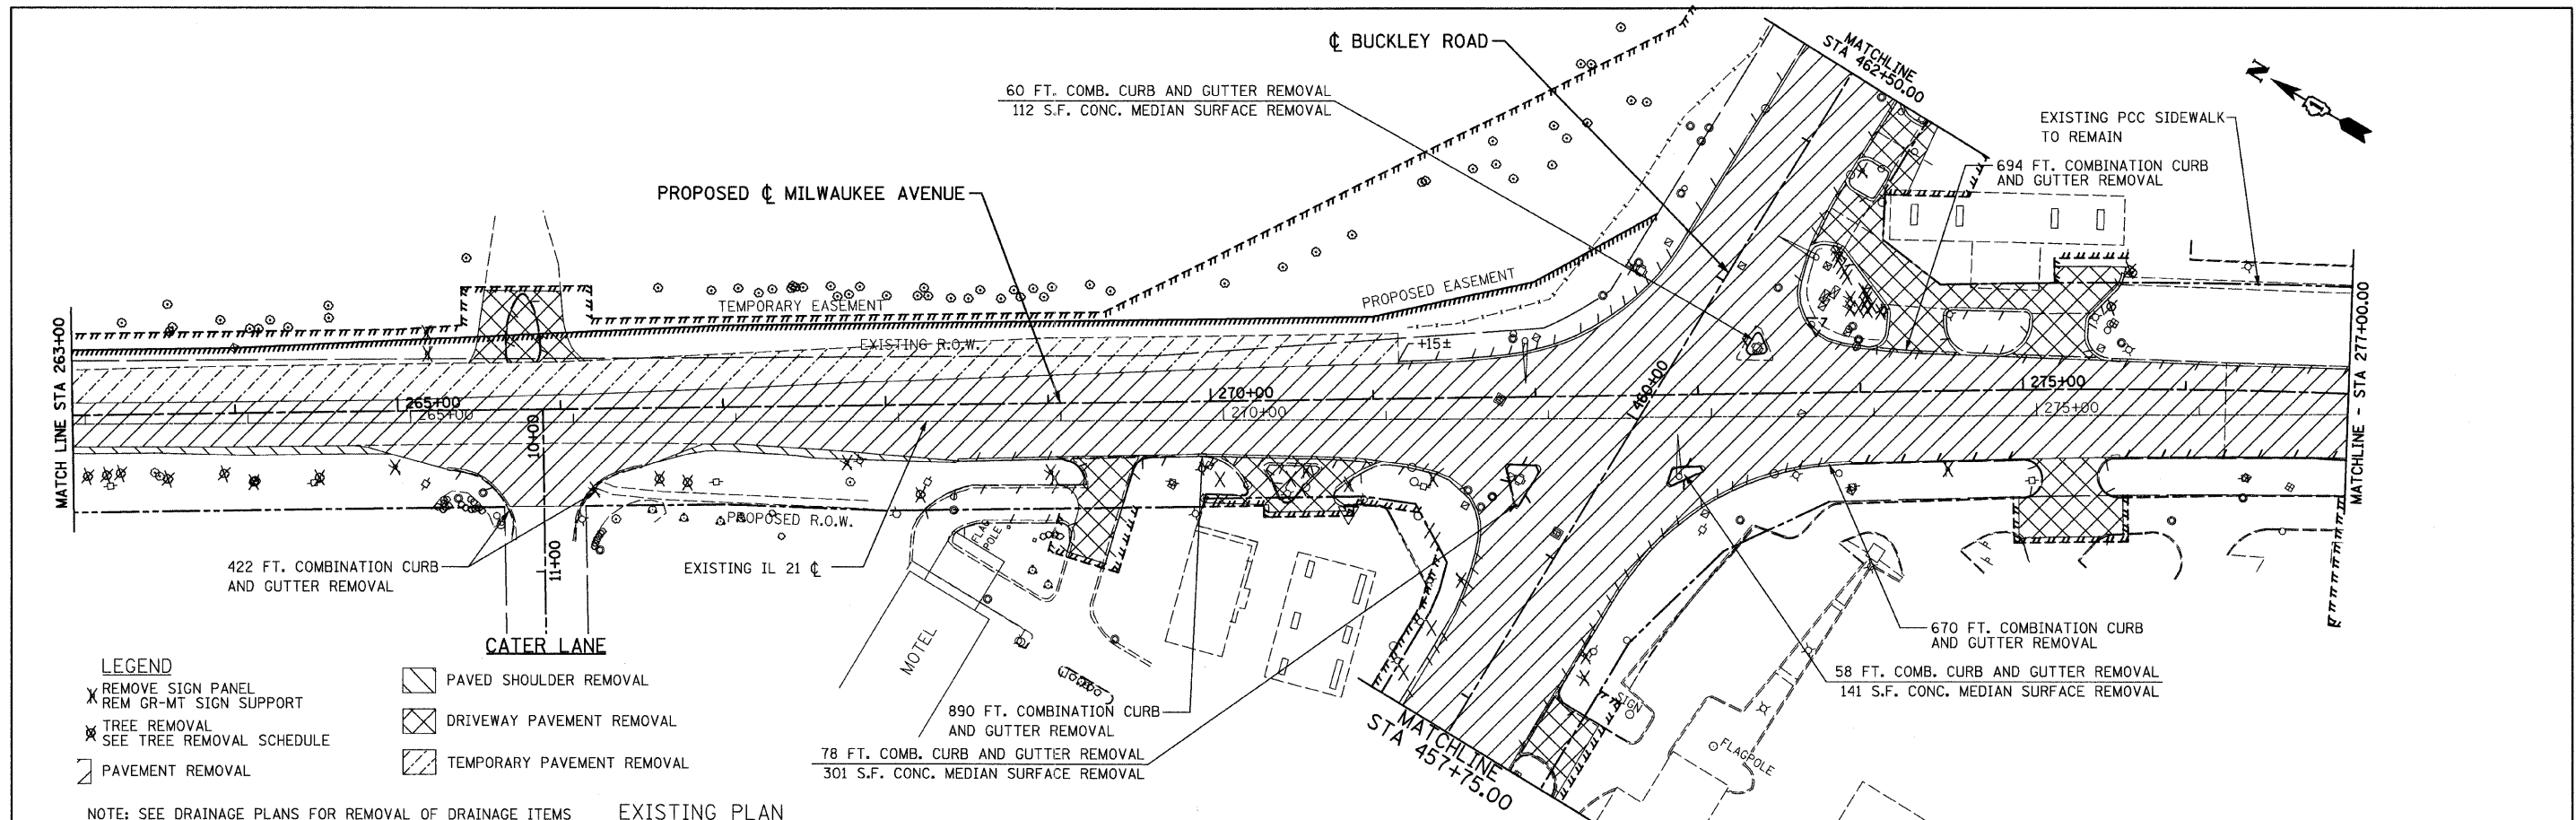 ℄ BUCKLEY ROAD
MATCHLINE
STA 462+50.00
N
60 FT. COMB. CURB AND GUTTER REMOVAL
112 S.F. CONC. MEDIAN SURFACE REMOVAL
EXISTING PCC SIDEWALK
TO REMAIN
694 FT. COMBINATION CURB
AND GUTTER REMOVAL
PROPOSED ℄ MILWAUKEE AVENUE
TEMPORARY EASEMENT
PROPOSED EASEMENT
EXISTING R.O.W.
+15±
MATCH LINE STA 263+00
265+00
265+00
270+00
270+00
460+00
275+00
275+00
MATCHLINE - STA 277+00.00
10+00
11+00
PROPOSED R.O.W.
FLAG
POLE
422 FT. COMBINATION CURB
AND GUTTER REMOVAL
EXISTING IL 21 ℄
CATER LANE
MOTEL
670 FT. COMBINATION CURB
AND GUTTER REMOVAL
58 FT. COMB. CURB AND GUTTER REMOVAL
141 S.F. CONC. MEDIAN SURFACE REMOVAL
890 FT. COMBINATION CURB
AND GUTTER REMOVAL
78 FT. COMB. CURB AND GUTTER REMOVAL
301 S.F. CONC. MEDIAN SURFACE REMOVAL
MATCHLINE
STA 457+75.00
SIGN
FLAGPOLE
LEGEND
REMOVE SIGN PANEL
REM GR-MT SIGN SUPPORT
TREE REMOVAL
SEE TREE REMOVAL SCHEDULE
PAVEMENT REMOVAL
PAVED SHOULDER REMOVAL
DRIVEWAY PAVEMENT REMOVAL
TEMPORARY PAVEMENT REMOVAL
NOTE: SEE DRAINAGE PLANS FOR REMOVAL OF DRAINAGE ITEMS
EXISTING PLAN